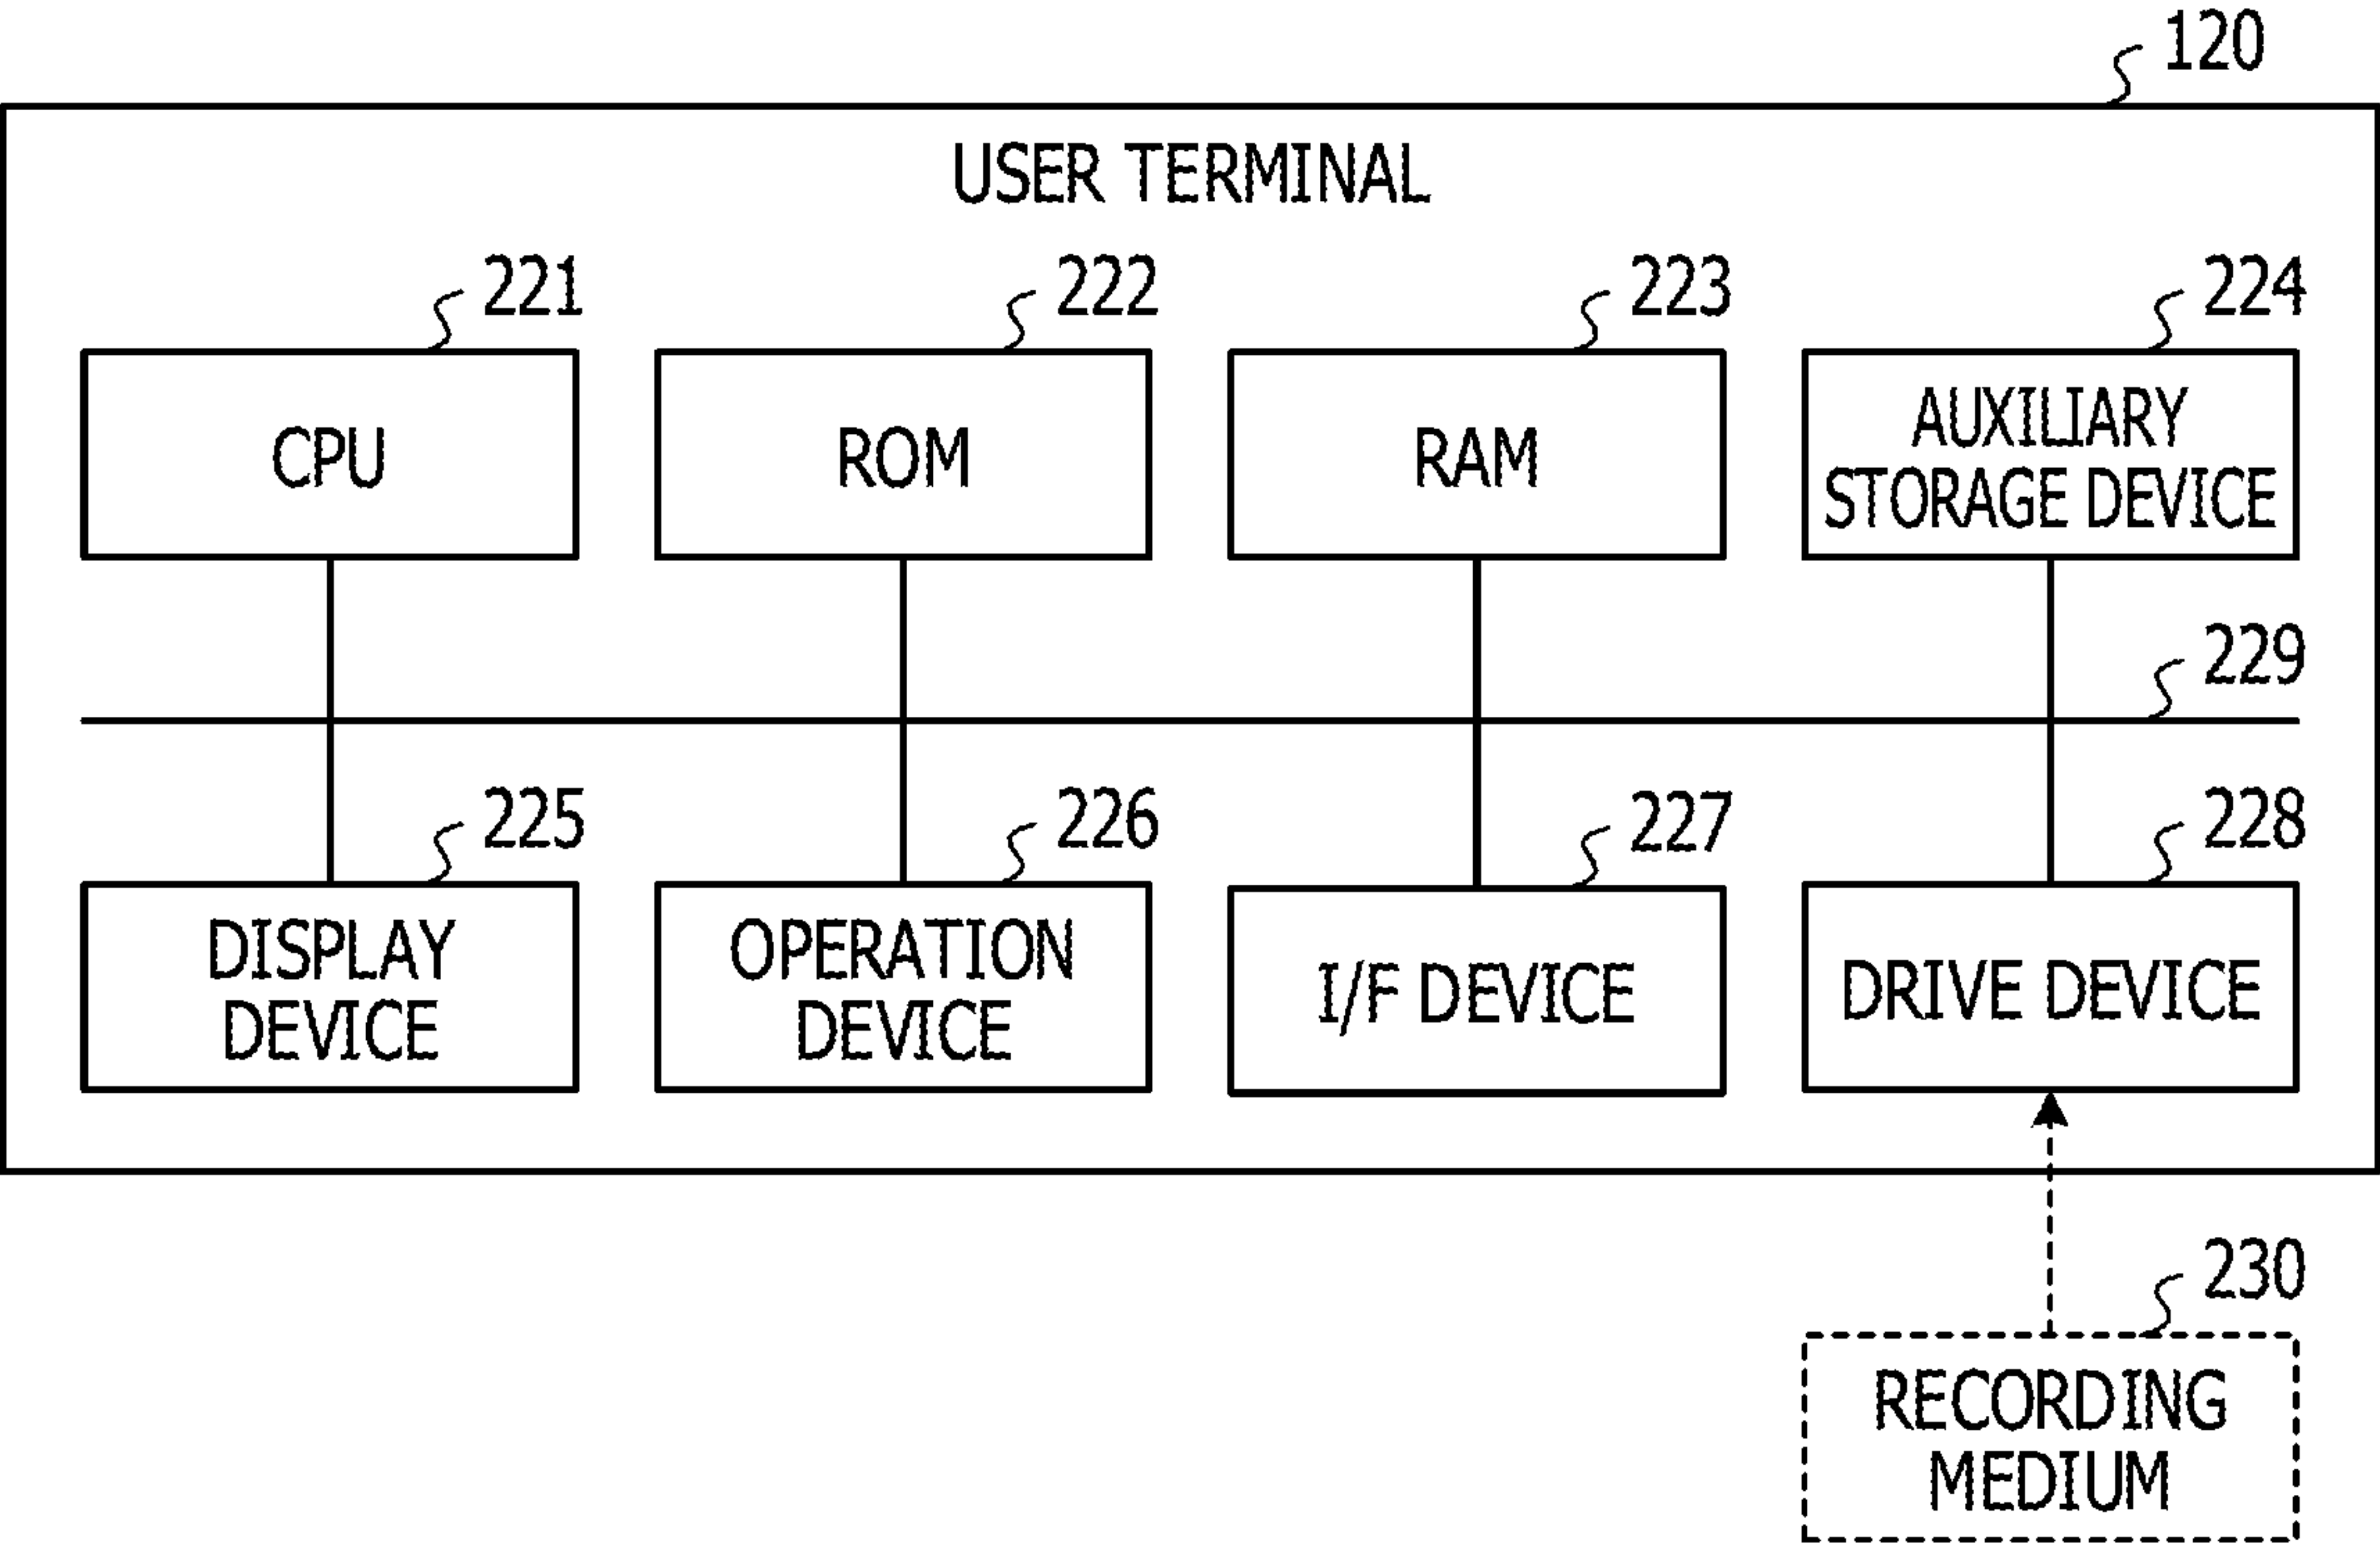 120
USER TERMINAL
221
222
223
224
CPU
ROM
RAM
AUXILIARY
STORAGE DEVICE
229
225
226
227
228
DISPLAY
DEVICE
OPERATION
DEVICE
I/F DEVICE
DRIVE DEVICE
230
RECORDING
MEDIUM